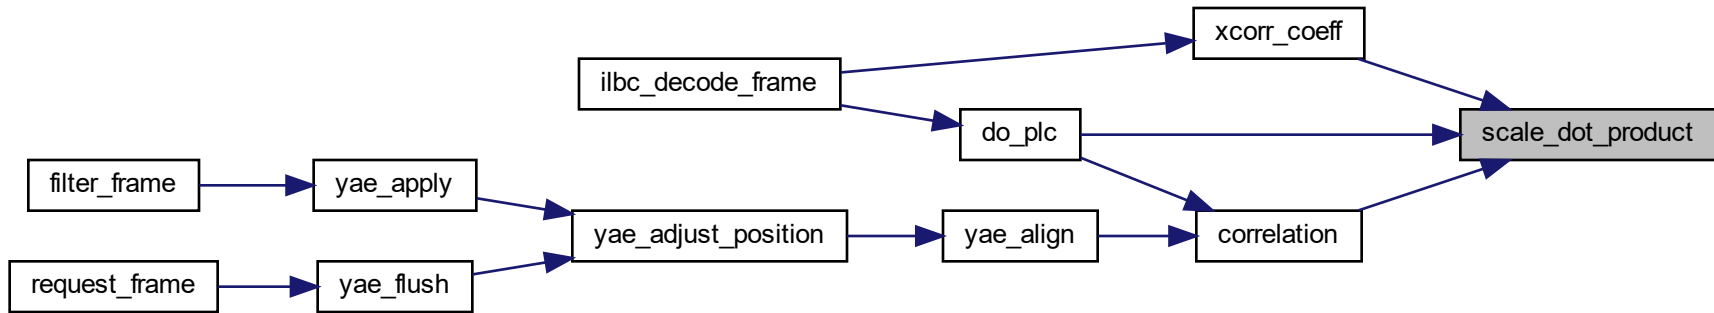 xcorr_coeff
ilbc_decode_frame
do_plc
scale_dot_product
filter_frame
yae_apply
yae_adjust_position
yae_align
correlation
request_frame
yae_flush